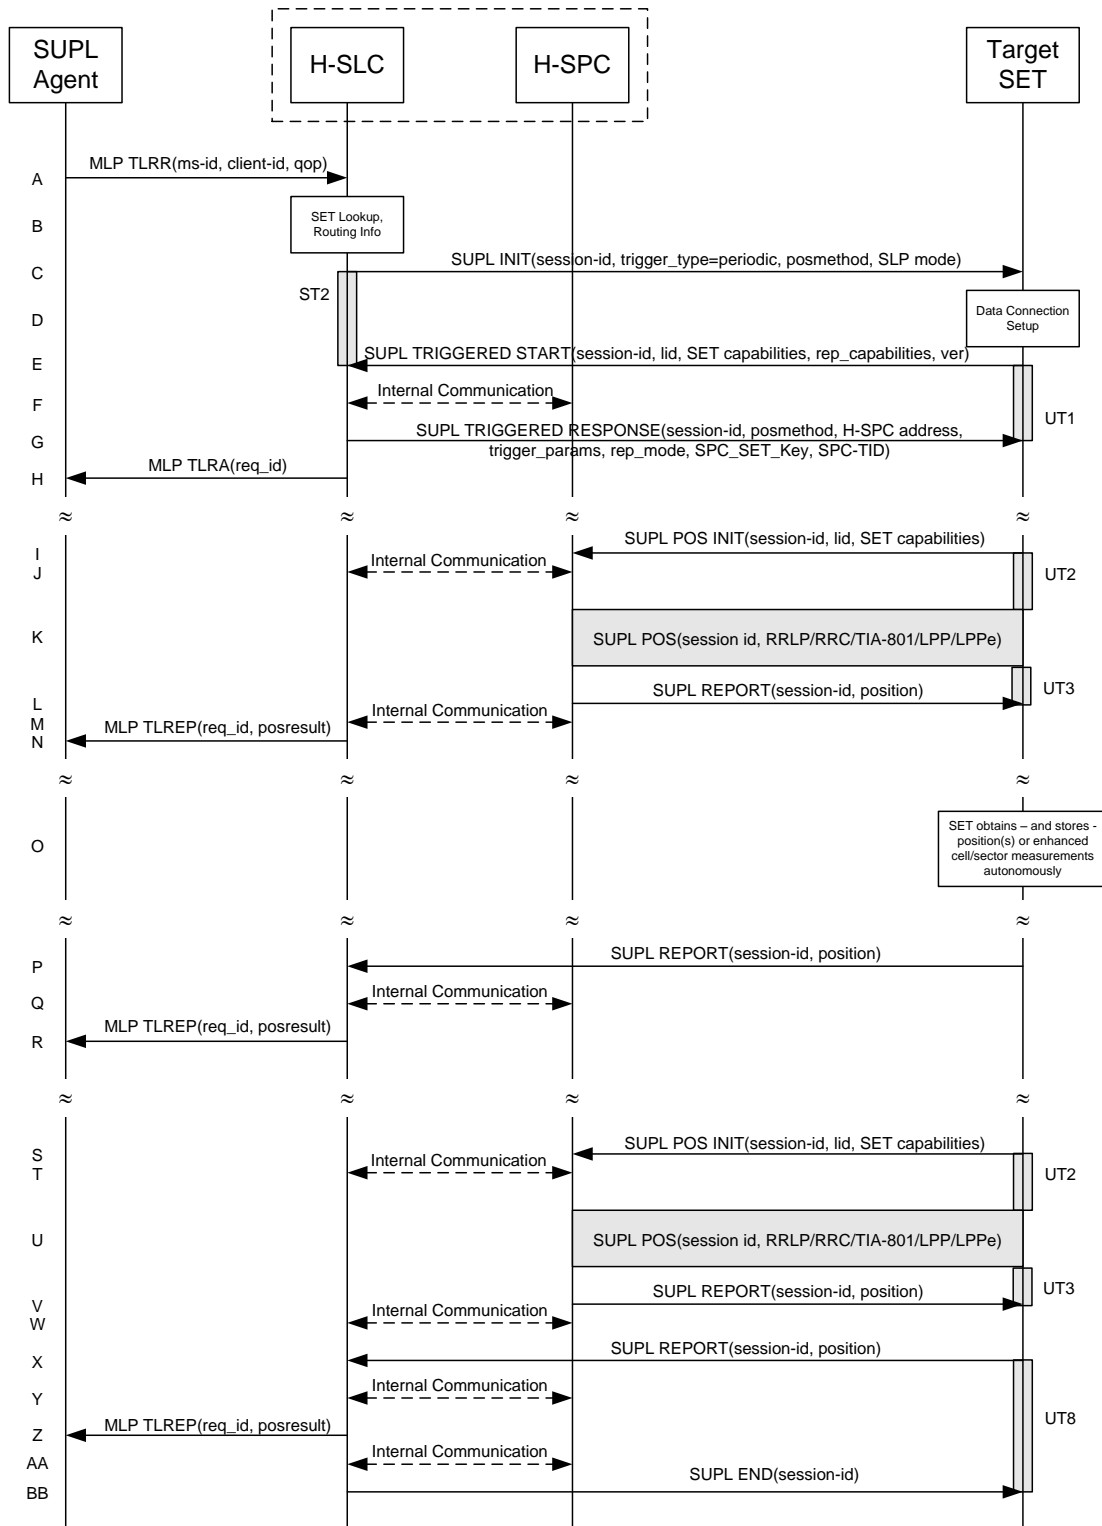 SUPL
Agent
H-SLC
H-SPC
Target
SET
A
MLP TLRR(ms-id, client-id, qop)
B
SET Lookup,
Routing Info
C
SUPL INIT(session-id, trigger_type=periodic, posmethod, SLP mode)
ST2
D
Data Connection
Setup
E
SUPL TRIGGERED START(session-id, lid, SET capabilities, rep_capabilities, ver)
F
Internal Communication
UT1
G
SUPL TRIGGERED RESPONSE(session-id, posmethod, H-SPC address,
trigger_params, rep_mode, SPC_SET_Key, SPC-TID)
H
MLP TLRA(req_id)
≈ ≈ ≈ ≈
I
SUPL POS INIT(session-id, lid, SET capabilities)
J
Internal Communication
UT2
K
SUPL POS(session id, RRLP/RRC/TIA-801/LPP/LPPe)
L
SUPL REPORT(session-id, position)
UT3
M
Internal Communication
N
MLP TLREP(req_id, posresult)
≈ ≈ ≈ ≈
O
SET obtains – and stores -
position(s) or enhanced
cell/sector measurements
autonomously
≈ ≈ ≈ ≈
P
SUPL REPORT(session-id, position)
Q
Internal Communication
R
MLP TLREP(req_id, posresult)
≈ ≈ ≈ ≈
S
SUPL POS INIT(session-id, lid, SET capabilities)
T
Internal Communication
UT2
U
SUPL POS(session id, RRLP/RRC/TIA-801/LPP/LPPe)
V
SUPL REPORT(session-id, position)
UT3
W
Internal Communication
X
SUPL REPORT(session-id, position)
Y
Internal Communication
UT8
Z
MLP TLREP(req_id, posresult)
AA
Internal Communication
BB
SUPL END(session-id)